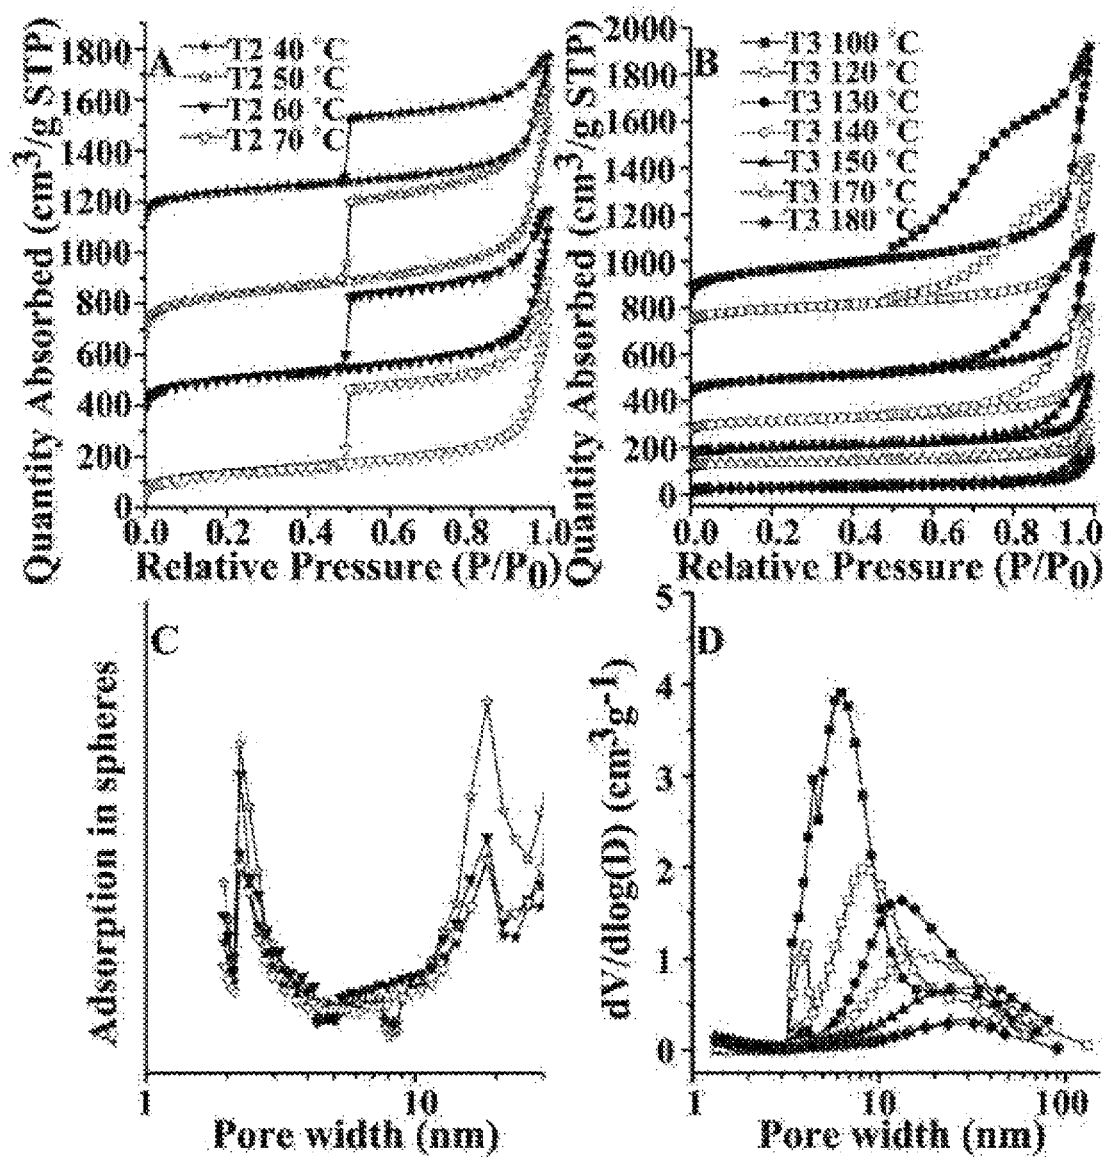 A
T2 40 °C
T2 50 °C
T2 60 °C
T2 70 °C
Quantity Absorbed (cm³/g STP)
1800
1600
1400
1200
1000
800
600
400
200
0
0.0 0.2 0.4 0.6 0.8 1.0
Relative Pressure (P/P₀)
B
T3 100 °C
T3 120 °C
T3 130 °C
T3 140 °C
T3 150 °C
T3 170 °C
T3 180 °C
Quantity Absorbed (cm³/g STP)
2000
1800
1600
1400
1200
1000
800
600
400
200
0
0.0 0.2 0.4 0.6 0.8 1.0
Relative Pressure (P/P₀)
C
Adsorption in spheres
1 10
Pore width (nm)
D
dV/dlog(D) (cm³g⁻¹)
5
4
3
2
1
0
1 10 100
Pore width (nm)